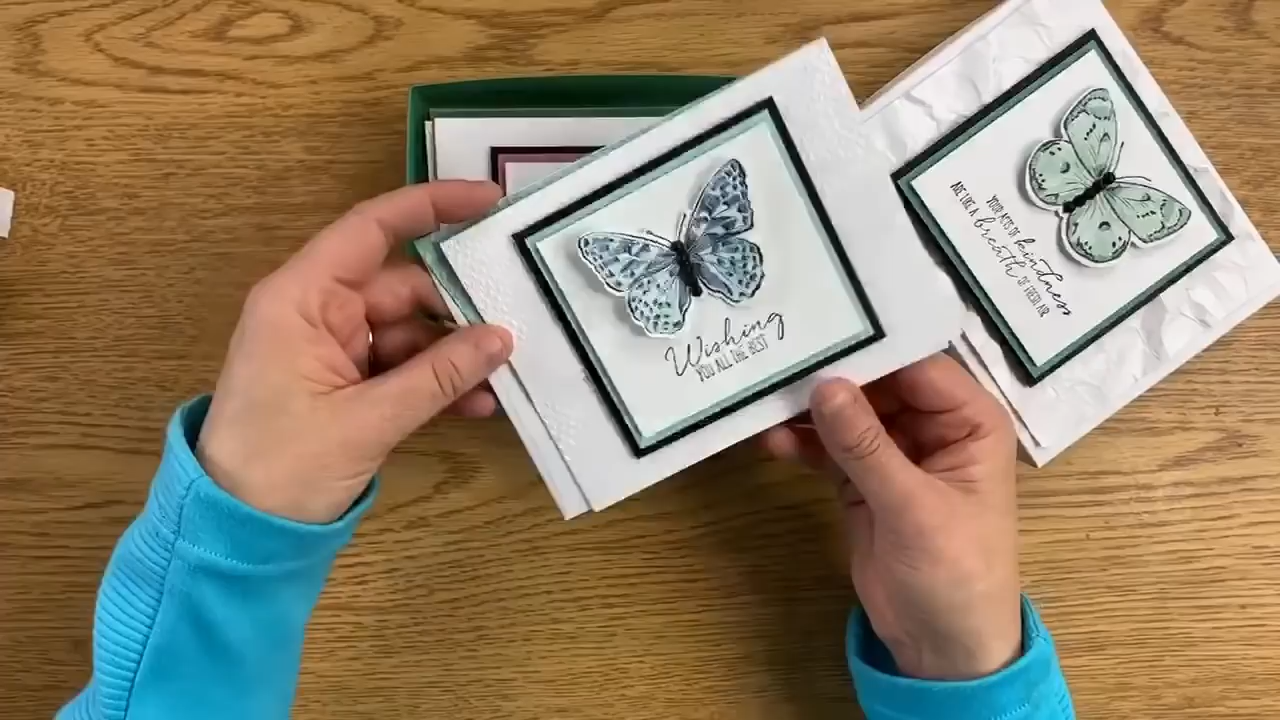 Wishing
YOU ALL THE BEST
YOUR ACTS OF kindness
ARE LIKE A breath OF FRESH AIR